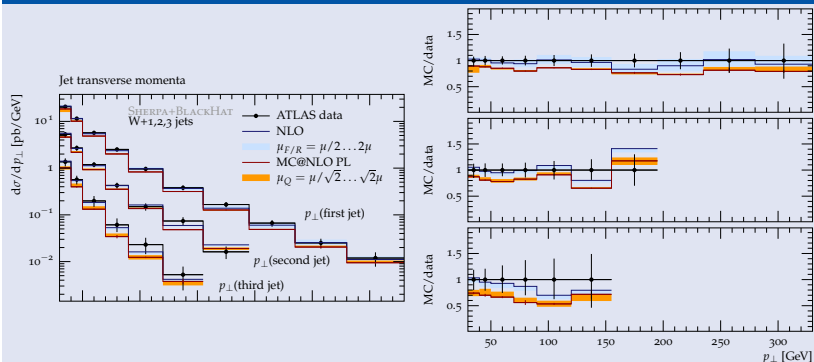 Jet transverse momenta
SHERPA+BLACKHAT
W+1,2,3 jets
ATLAS data
NLO
μF/R = μ/2 . . . 2μ
MC@NLO PL
μQ = μ/√2 . . . √2μ
dσ/dp⊥ [pb/GeV]
10¹
1
10⁻¹
10⁻²
p⊥(first jet)
p⊥(second jet)
p⊥(third jet)
MC/data
1.5
1
0.5
MC/data
1.5
1
0.5
MC/data
1.5
1
0.5
50 100 150 200 250 300
p⊥ [GeV]